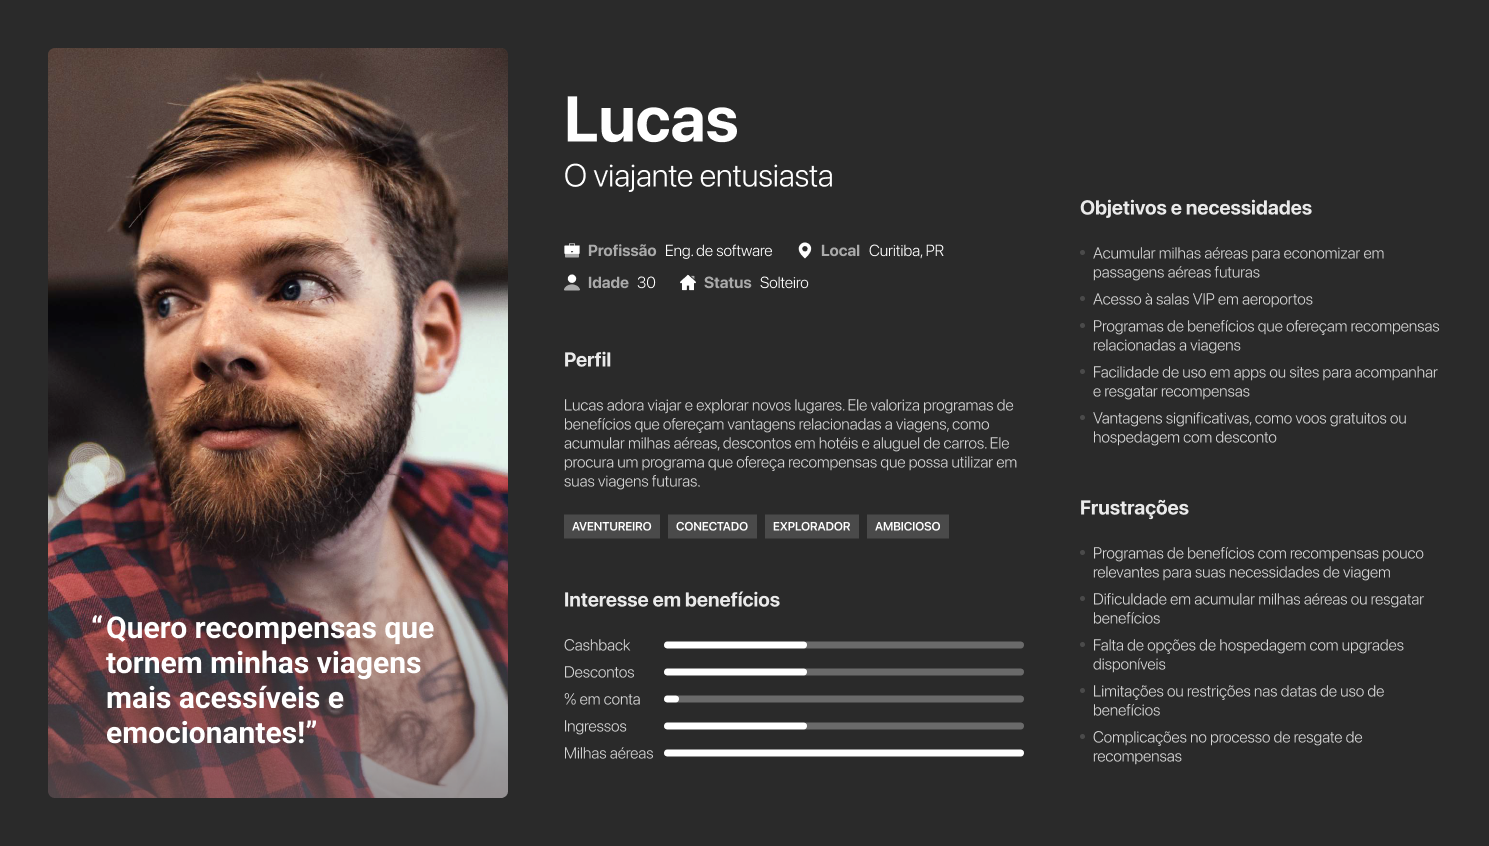 Lucas
O viajante entusiasta
Profissão Eng. de software Local Curitiba, PR
Idade 30 Status Solteiro
Perfil
Lucas adora viajar e explorar novos lugares. Ele valoriza programas de
benefícios que ofereçam vantagens relacionadas a viagens, como
acumular milhas aéreas, descontos em hotéis e aluguel de carros. Ele
procura um programa que ofereça recompensas que possa utilizar em
suas viagens futuras.
AVENTUREIRO CONECTADO EXPLORADOR AMBICIOSO
Interesse em benefícios
Cashback
Descontos
% em conta
Ingressos
Milhas aéreas
“Quero recompensas que
tornem minhas viagens
mais acessíveis e
emocionantes!”
Objetivos e necessidades
Acumular milhas aéreas para economizar em
passagens aéreas futuras
Acesso à salas VIP em aeroportos
Programas de benefícios que ofereçam recompensas
relacionadas a viagens
Facilidade de uso em apps ou sites para acompanhar
e resgatar recompensas
Vantagens significativas, como voos gratuitos ou
hospedagem com desconto
Frustrações
Programas de benefícios com recompensas pouco
relevantes para suas necessidades de viagem
Dificuldade em acumular milhas aéreas ou resgatar
benefícios
Falta de opções de hospedagem com upgrades
disponíveis
Limitações ou restrições nas datas de uso de
benefícios
Complicações no processo de resgate de
recompensas